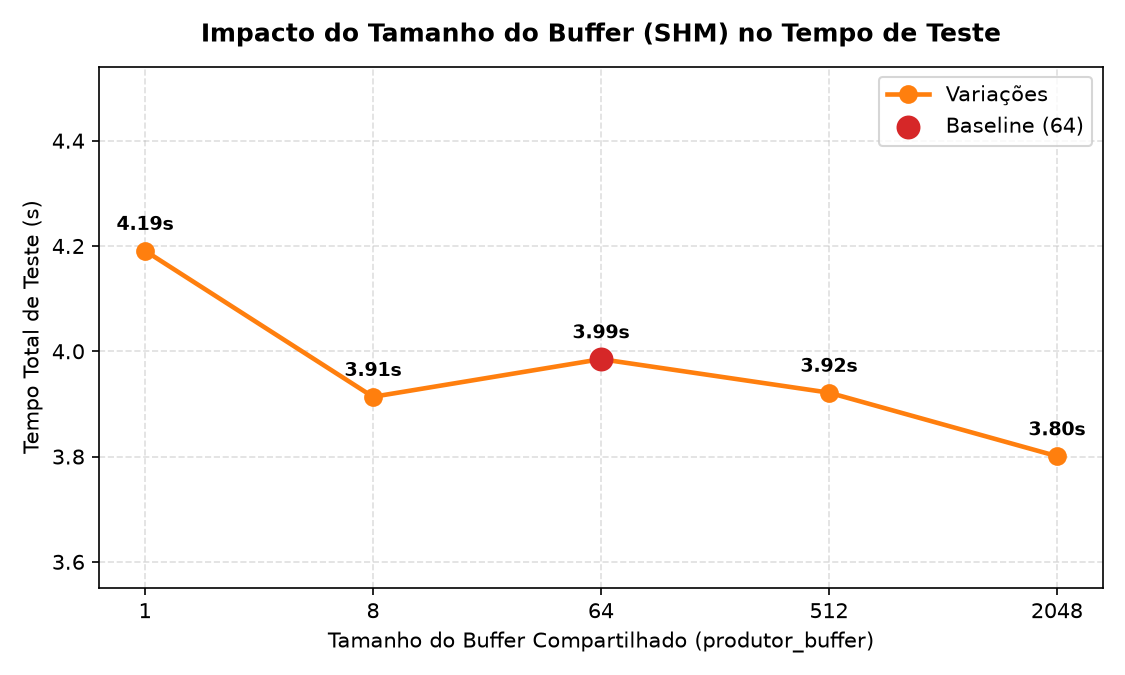 Impacto do Tamanho do Buffer (SHM) no Tempo de Teste
Variações
Baseline (64)
Tempo Total de Teste (s)
4.4
4.2
4.0
3.8
3.6
4.19s
3.91s
3.99s
3.92s
3.80s
1 8 64 512 2048
Tamanho do Buffer Compartilhado (produtor_buffer)